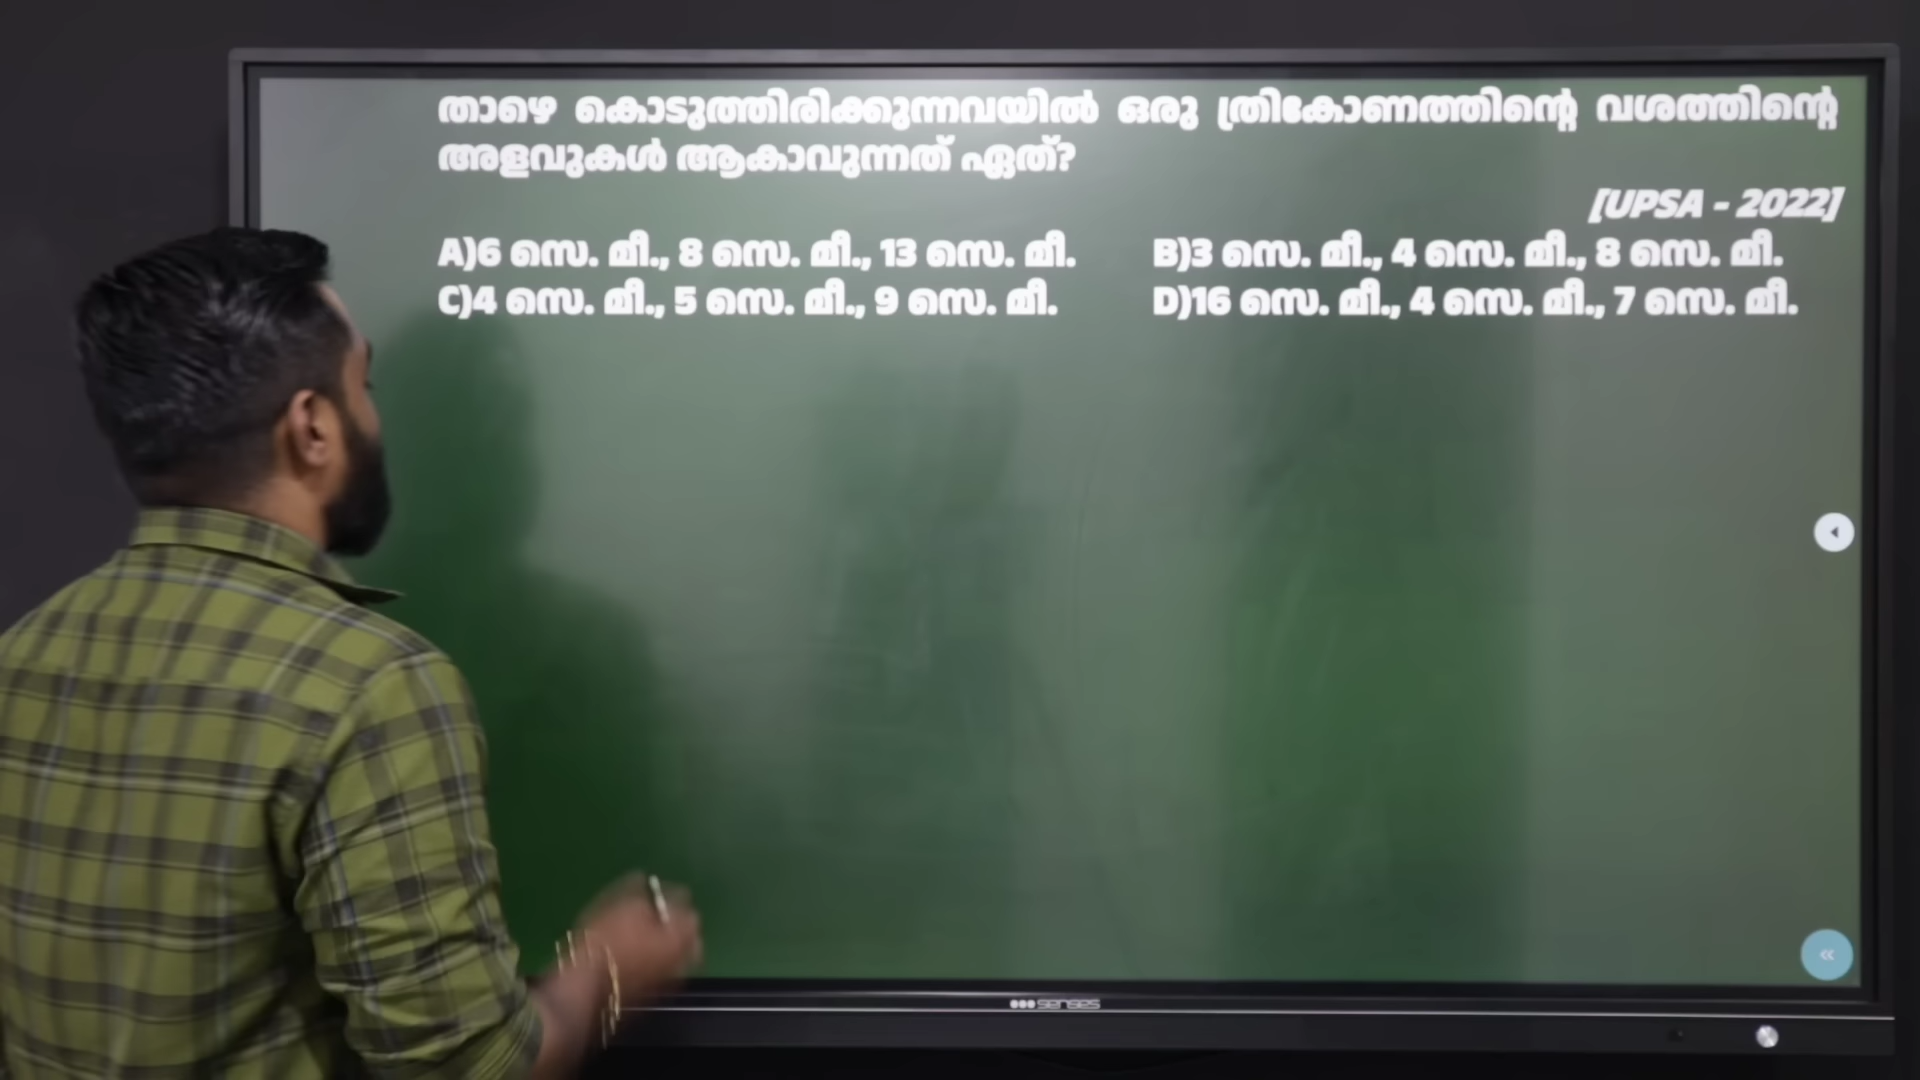 താഴെ കൊടുത്തിരിക്കുന്നവയിൽ ഒരു ത്രികോണത്തിന്റെ വശത്തിന്റെ
അളവുകൾ ആകാവുന്നത് ഏത്?
[UPSA - 2022]
A)6 സെ. മീ., 8 സെ. മീ., 13 സെ. മീ. B)3 സെ. മീ., 4 സെ. മീ., 8 സെ. മീ.
C)4 സെ. മീ., 5 സെ. മീ., 9 സെ. മീ. D)16 സെ. മീ., 4 സെ. മീ., 7 സെ. മീ.
senses